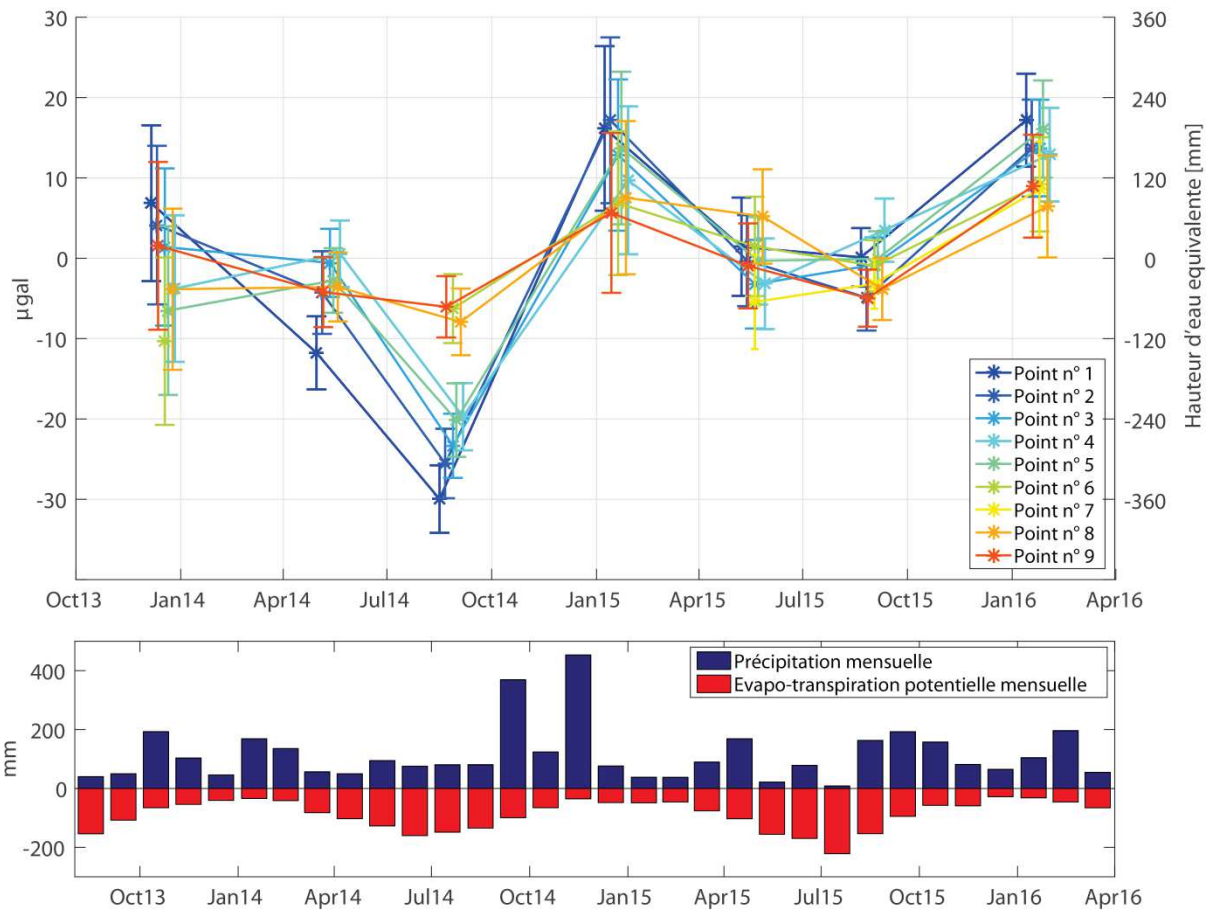 30
20
10
0
-10
-20
-30
µgal
360
240
120
0
-120
-240
-360
Hauteur d'eau equivalente [mm]
Point n° 1
Point n° 2
Point n° 3
Point n° 4
Point n° 5
Point n° 6
Point n° 7
Point n° 8
Point n° 9
Oct13 Jan14 Apr14 Jul14 Oct14 Jan15 Apr15 Jul15 Oct15 Jan16 Apr16
400
200
0
-200
mm
Précipitation mensuelle
Evapo-transpiration potentielle mensuelle
Oct13 Jan14 Apr14 Jul14 Oct14 Jan15 Apr15 Jul15 Oct15 Jan16 Apr16